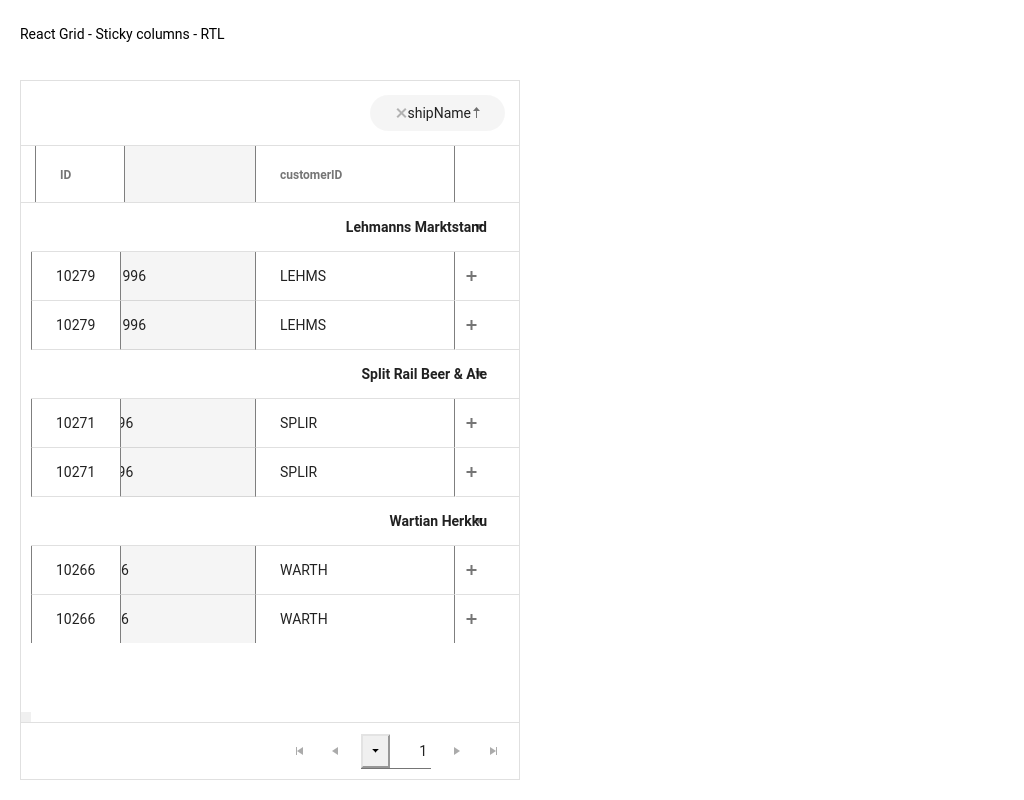 React Grid - Sticky columns - RTL
shipName
ID customerID
Lehmanns Marktstand
10279 996 LEHMS
10279 996 LEHMS
Split Rail Beer & Ale
10271 96 SPLIR
10271 96 SPLIR
Wartian Herkku
10266 6 WARTH
10266 6 WARTH
1